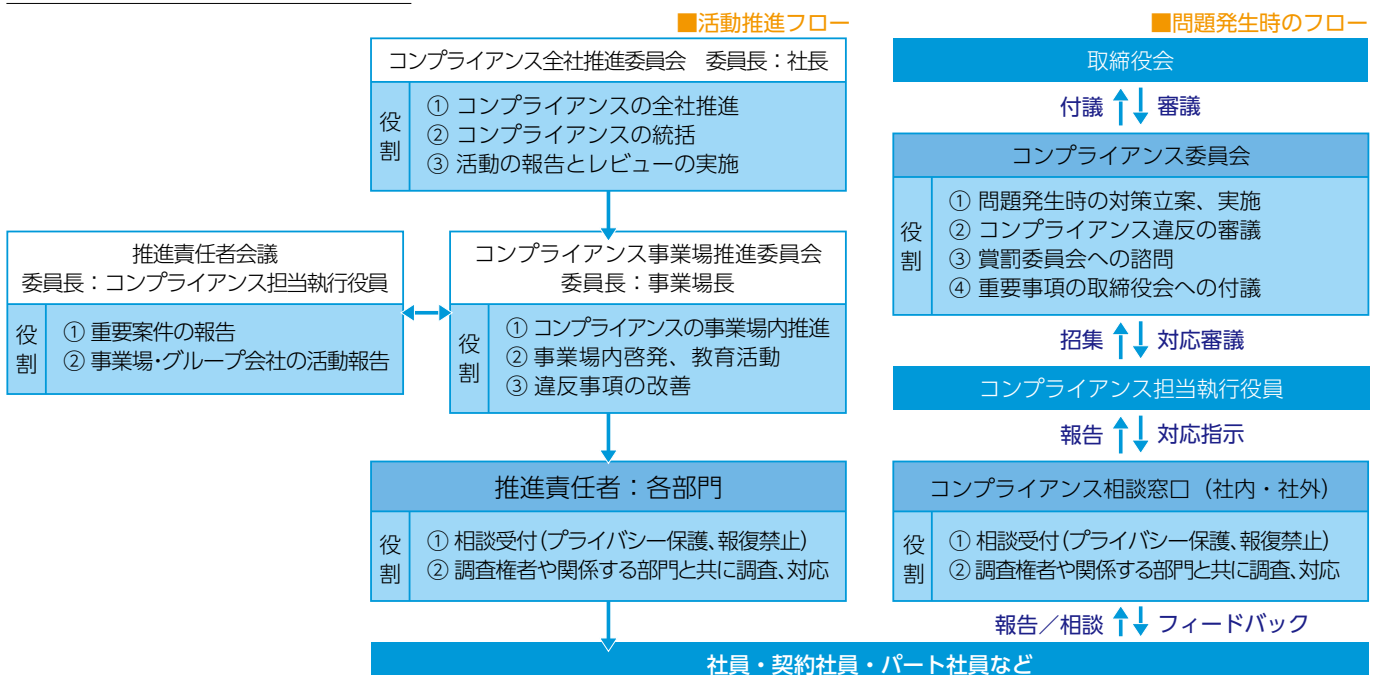 ■活動推進フロー
コンプライアンス全社推進委員会　委員長：社長
役割
① コンプライアンスの全社推進
② コンプライアンスの統括
③ 活動の報告とレビューの実施
推進責任者会議
委員長：コンプライアンス担当執行役員
役割
① 重要案件の報告
② 事業場・グループ会社の活動報告
コンプライアンス事業場推進委員会
委員長：事業場長
役割
① コンプライアンスの事業場内推進
② 事業場内啓発、教育活動
③ 違反事項の改善
推進責任者：各部門
役割
① 相談受付（プライバシー保護、報復禁止）
② 調査権者や関係する部門と共に調査、対応
■問題発生時のフロー
取締役会
付議　審議
コンプライアンス委員会
役割
① 問題発生時の対策立案、実施
② コンプライアンス違反の審議
③ 賞罰委員会への諮問
④ 重要事項の取締役会への付議
招集　対応審議
コンプライアンス担当執行役員
報告　対応指示
コンプライアンス相談窓口（社内・社外）
役割
① 相談受付（プライバシー保護、報復禁止）
② 調査権者や関係する部門と共に調査、対応
報告／相談　フィードバック
社員・契約社員・パート社員など